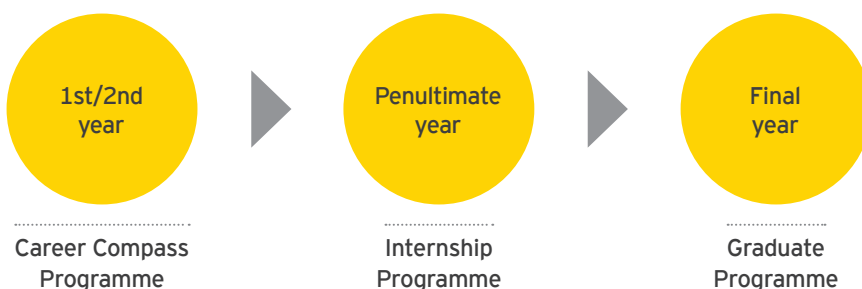 1st/2nd
year
Penultimate
year
Final
year
Career Compass
Programme
Internship
Programme
Graduate
Programme